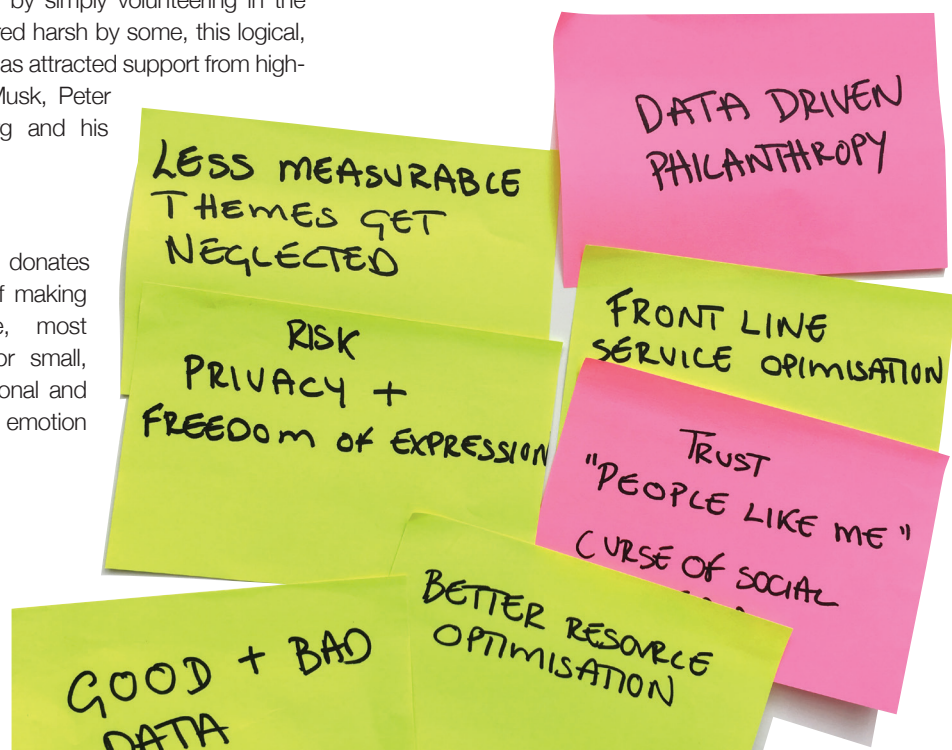 by simply volunteering in the
red harsh by some, this logical,
as attracted support from high-
Musk, Peter
g and his
donates
f making
e, most
or small,
onal and
emotion
LESS MEASURABLE
THEMES GET
NEGLECTED
DATA DRIVEN
PHILANTHROPY
RISK
PRIVACY +
FREEDOM OF EXPRESSION
FRONT LINE
SERVICE OPIMISATION
TRUST
"PEOPLE LIKE ME"
CURSE OF SOCIAL
BETTER RESOURCE
OPTIMISATION
GOOD + BAD
DATA